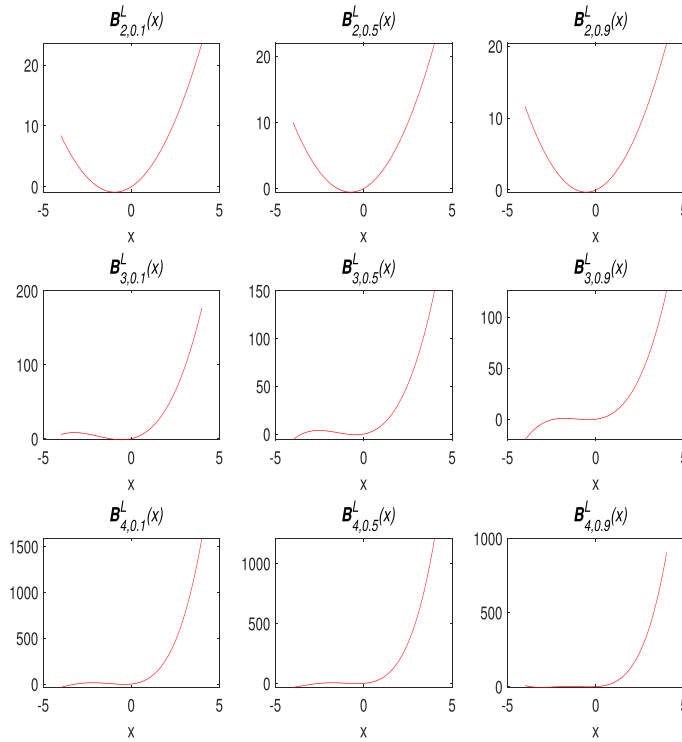 B^L_{2,0.1}(x) B^L_{2,0.5}(x) B^L_{2,0.9}(x)
20 20 20
10 10 10
0 0 0
-5 0 5 -5 0 5 -5 0 5
x x x
B^L_{3,0.1}(x) B^L_{3,0.5}(x) B^L_{3,0.9}(x)
200 150
100 100 100
50 50
0 0 0
-5 0 5 -5 0 5 -5 0 5
x x x
B^L_{4,0.1}(x) B^L_{4,0.5}(x) B^L_{4,0.9}(x)
1500 1000 1000
1000 500 500
500
0 0 0
-5 0 5 -5 0 5 -5 0 5
x x x